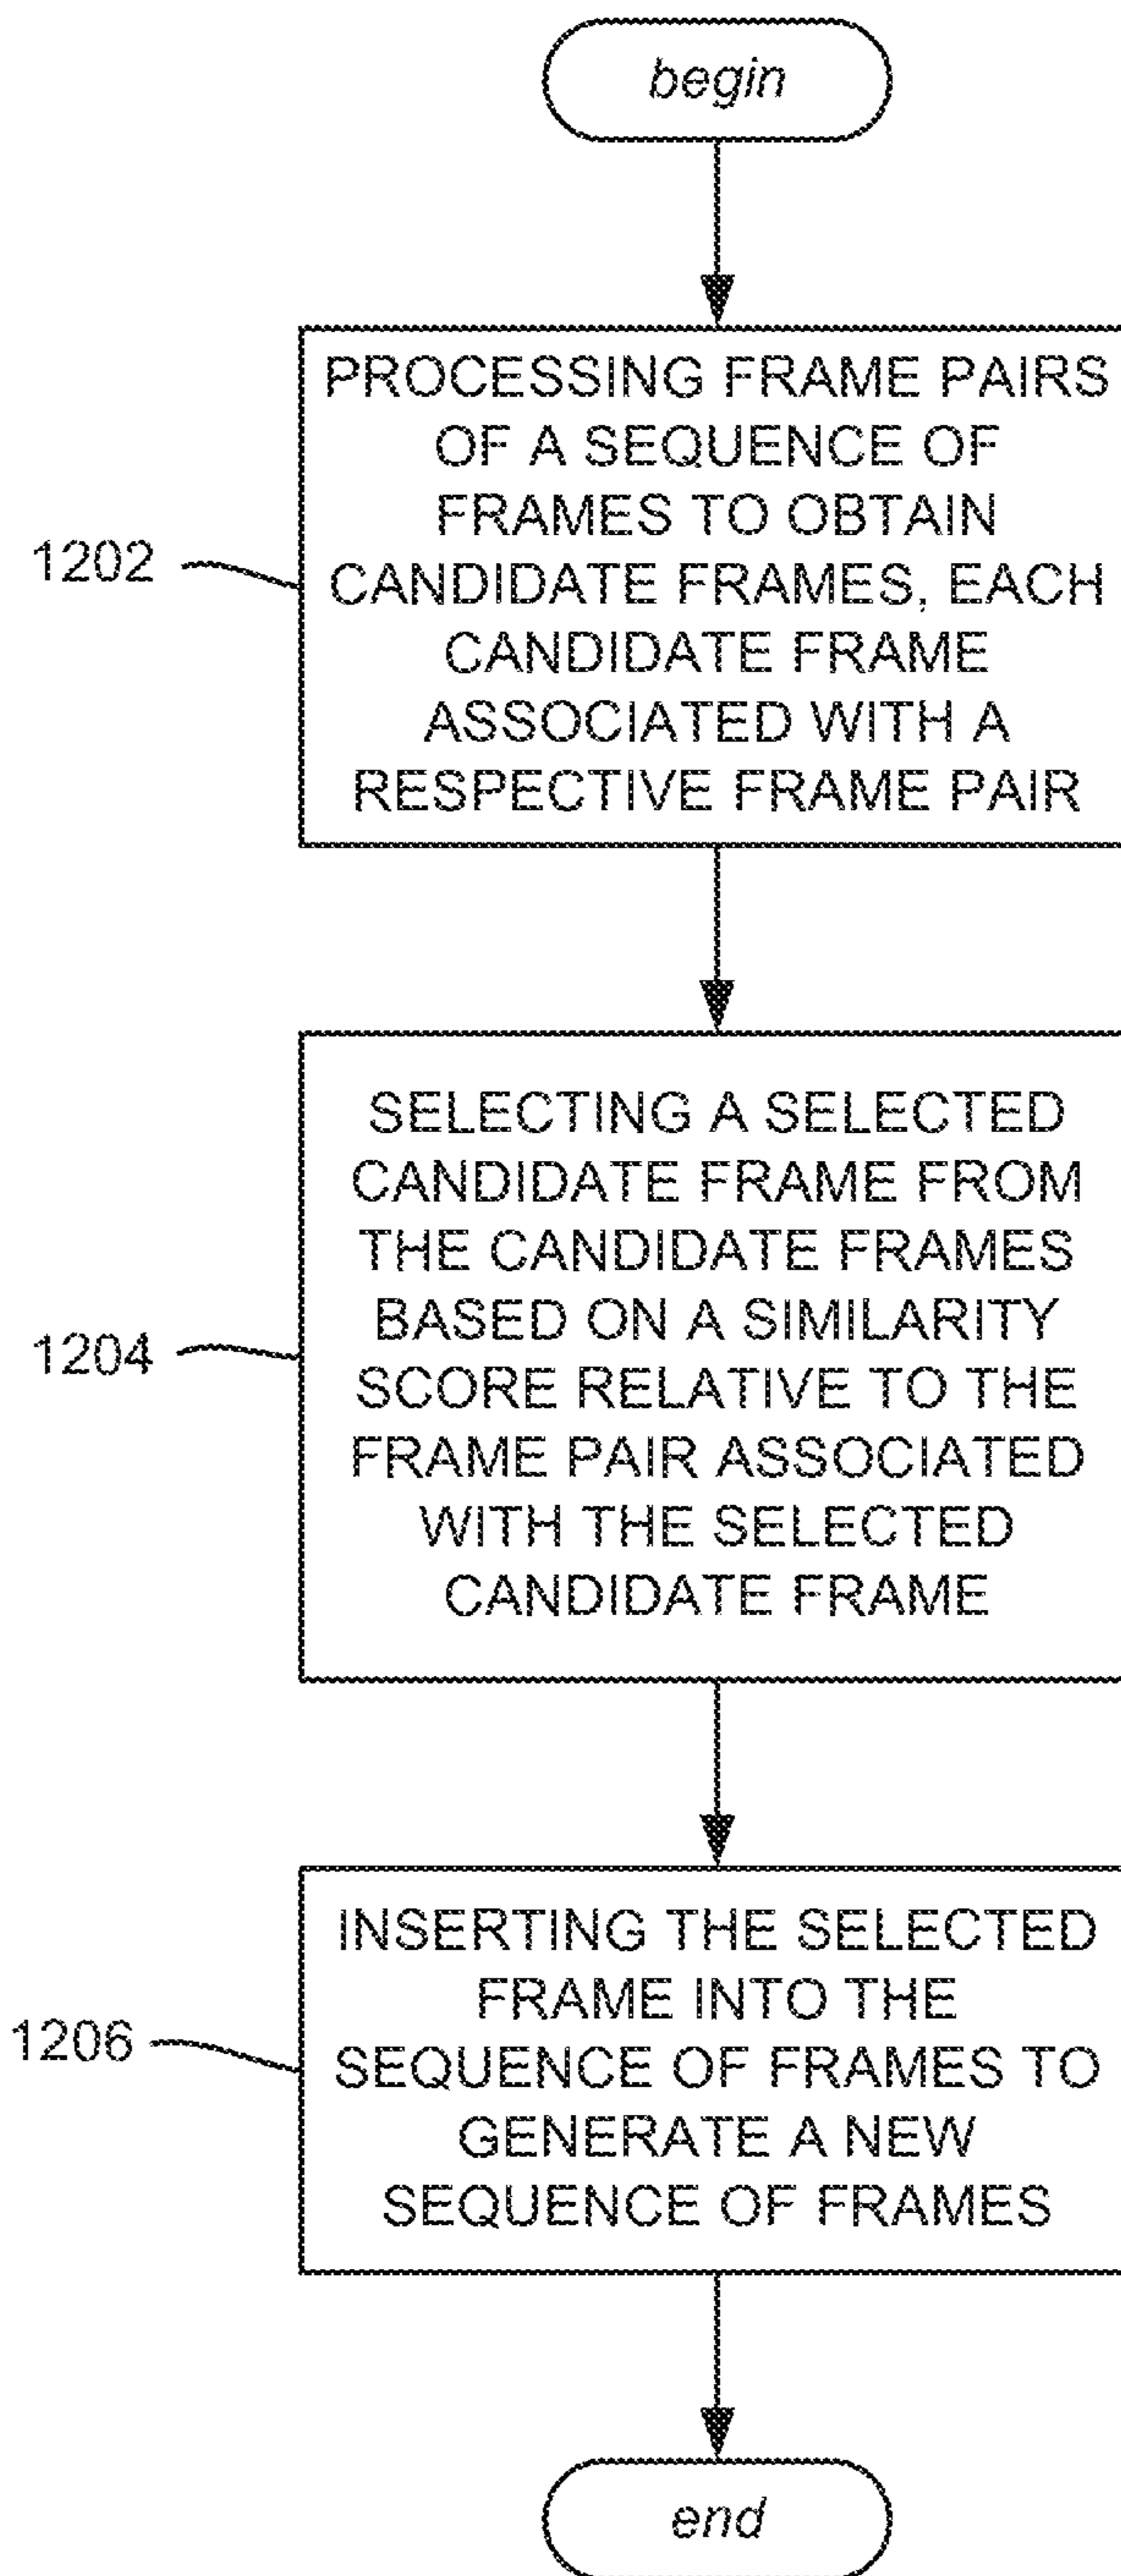 begin
PROCESSING FRAME PAIRS
OF A SEQUENCE OF
FRAMES TO OBTAIN
CANDIDATE FRAMES, EACH
CANDIDATE FRAME
ASSOCIATED WITH A
RESPECTIVE FRAME PAIR
1202
SELECTING A SELECTED
CANDIDATE FRAME FROM
THE CANDIDATE FRAMES
BASED ON A SIMILARITY
SCORE RELATIVE TO THE
FRAME PAIR ASSOCIATED
WITH THE SELECTED
CANDIDATE FRAME
1204
INSERTING THE SELECTED
FRAME INTO THE
SEQUENCE OF FRAMES TO
GENERATE A NEW
SEQUENCE OF FRAMES
1206
end